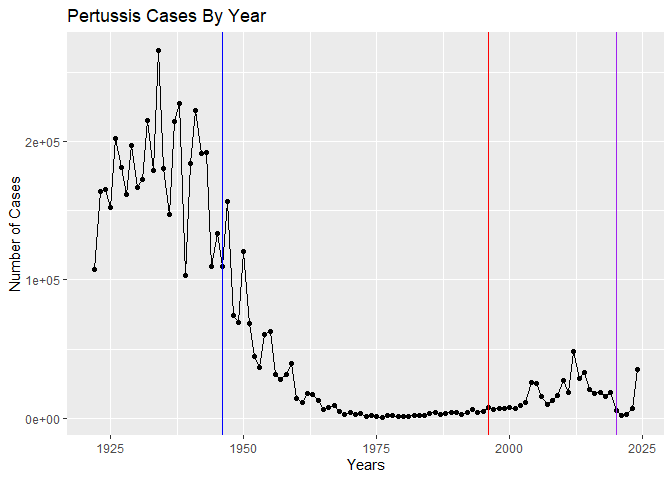 Pertussis Cases By Year
Number of Cases
2e+05
1e+05
0e+00
1925 1950 1975 2000 2025
Years